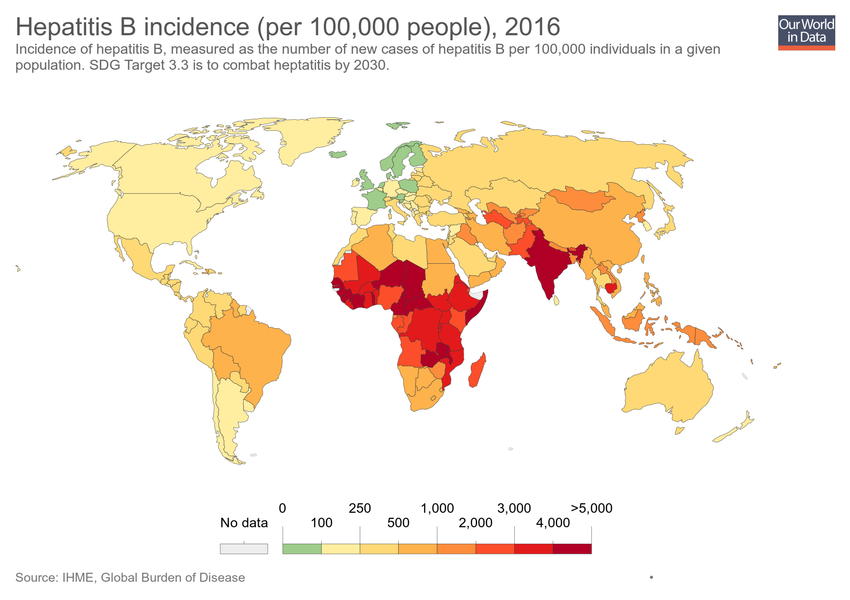 Hepatitis B incidence (per 100,000 people), 2016
Our World
in Data
Incidence of hepatitis B, measured as the number of new cases of hepatitis B per 100,000 individuals in a given
population. SDG Target 3.3 is to combat heptatitis by 2030.
0 250 1,000 3,000 >5,000
No data 100 500 2,000 4,000
Source: IHME, Global Burden of Disease